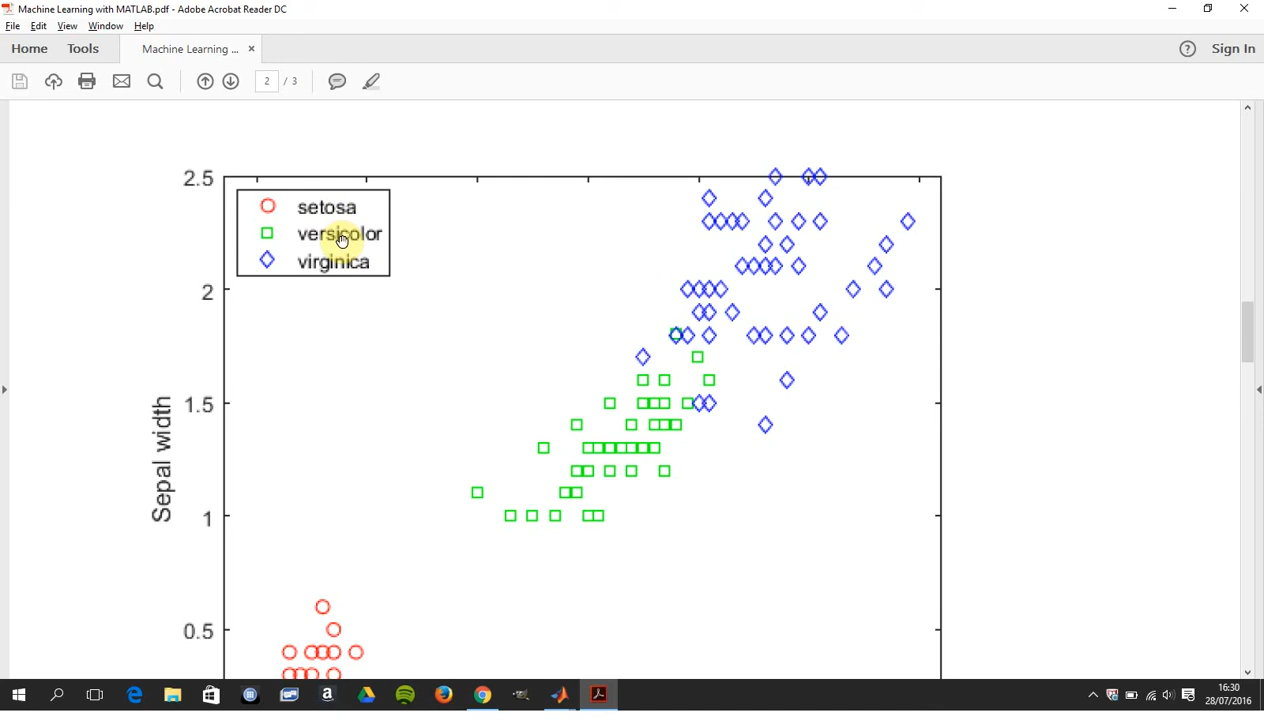 Machine Learning with MATLAB.pdf - Adobe Acrobat Reader DC
File Edit View Window Help
Home Tools Machine Learning ... × ? Sign In
2 / 3
2.5
setosa
versicolor
virginica
2
1.5
Sepal width
1
0.5
16:30
28/07/2016